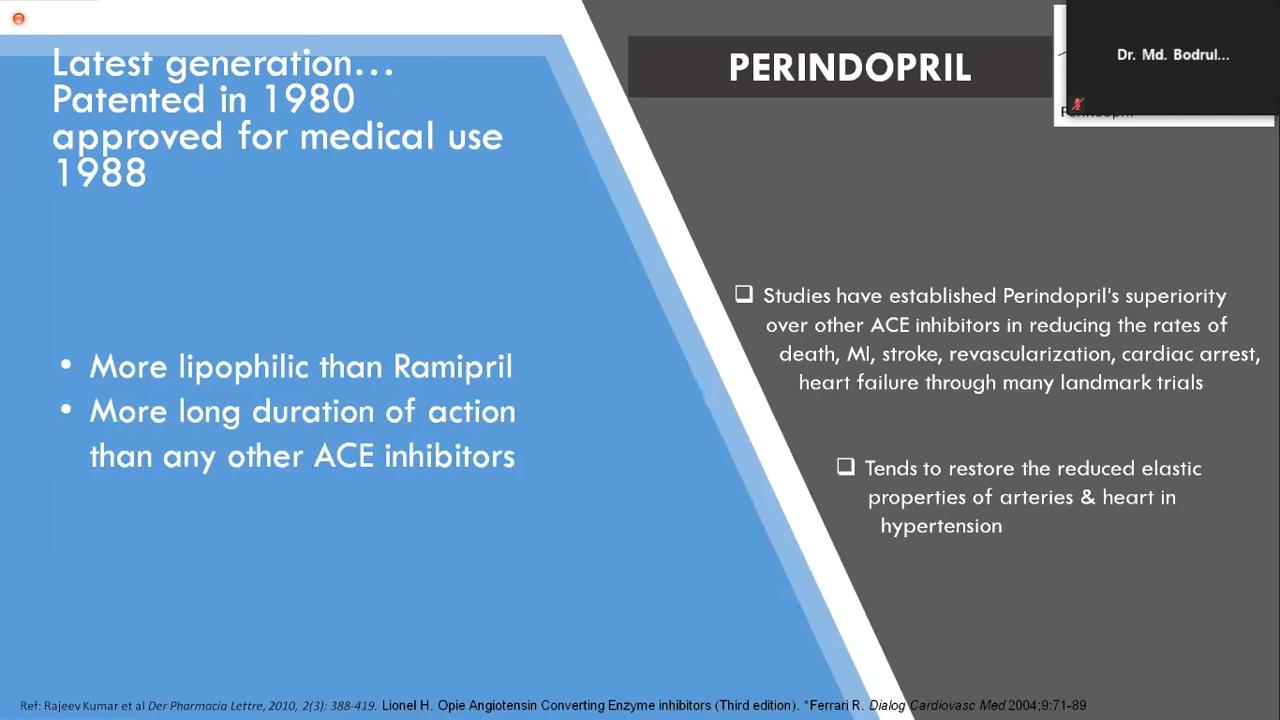 Latest generation...
Patented in 1980
approved for medical use
1988
• More lipophilic than Ramipril
• More long duration of action
than any other ACE inhibitors
PERINDOPRIL
Dr. Md. Bodrul...
❑ Studies have established Perindopril's superiority
over other ACE inhibitors in reducing the rates of
death, MI, stroke, revascularization, cardiac arrest,
heart failure through many landmark trials
❑ Tends to restore the reduced elastic
properties of arteries & heart in
hypertension
Ref: Rajeev Kumar et al Der Pharmacia Lettre, 2010, 2(3): 388-419. Lionel H. Opie Angiotensin Converting Enzyme inhibitors (Third edition). *Ferrari R. Dialog Cardiovasc Med 2004;9:71-89